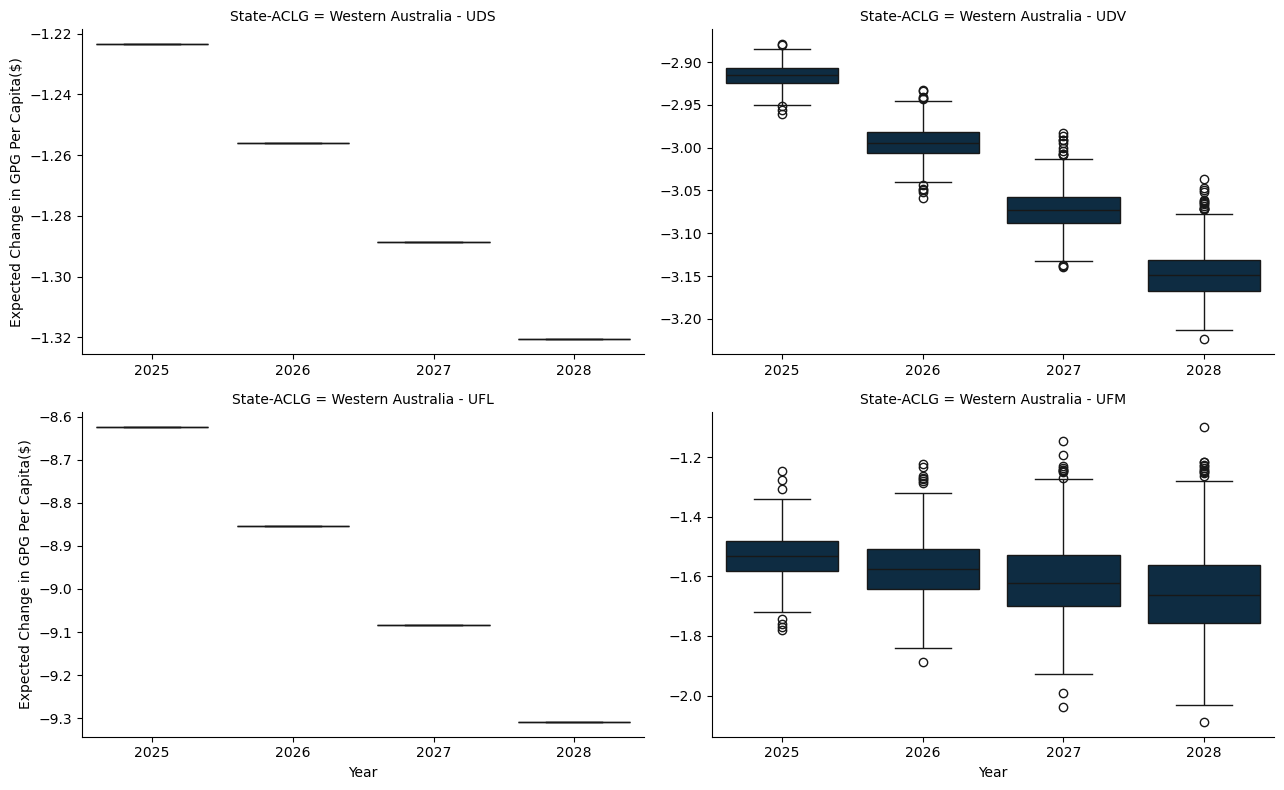 State-ACLG = Western Australia - UDS
Expected Change in GPG Per Capita($)
−1.22
−1.24
−1.26
−1.28
−1.30
−1.32
2025 2026 2027 2028
State-ACLG = Western Australia - UDV
−2.90
−2.95
−3.00
−3.05
−3.10
−3.15
−3.20
2025 2026 2027 2028
State-ACLG = Western Australia - UFL
Expected Change in GPG Per Capita($)
−8.6
−8.7
−8.8
−8.9
−9.0
−9.1
−9.2
−9.3
2025 2026 2027 2028
Year
State-ACLG = Western Australia - UFM
−1.2
−1.4
−1.6
−1.8
−2.0
2025 2026 2027 2028
Year